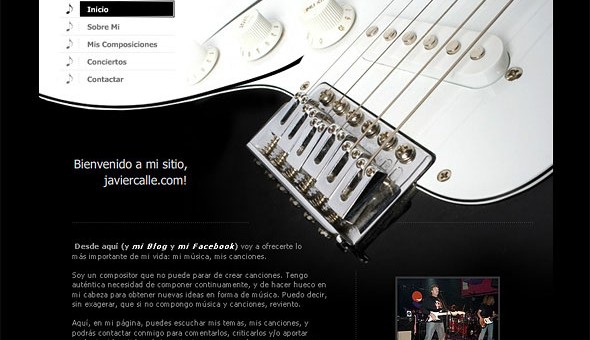 Inicio
Sobre Mi
Mis Composiciones
Conciertos
Contactar
Bienvenido a mi sitio,
javiercalle.com!
Desde aquí (y mi Blog y mi Facebook) voy a ofrecerte lo
más importante de mi vida: mi música, mis canciones.
Soy un compositor que no puede parar de crear canciones. Tengo
auténtica necesidad de componer continuamente, y de hacer hueco en
mi cabeza para obtener nuevas ideas en forma de música. Puedo decir,
sin exagerar, que si no compongo música y canciones, reviento.
Aquí, en mi página, puedes escuchar mis temas, mis canciones, y
podrás contactar conmigo para comentarlos, criticarlos y/o aportar